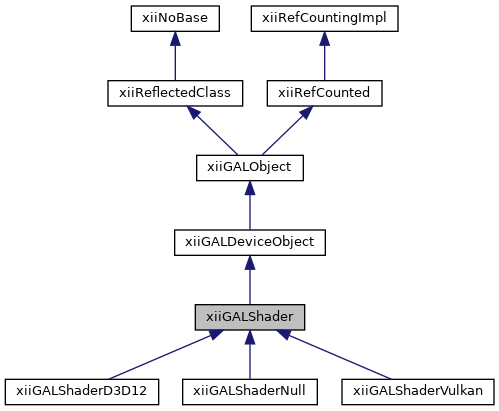 xiiNoBase
xiiRefCountingImpl
xiiReflectedClass
xiiRefCounted
xiiGALObject
xiiGALDeviceObject
xiiGALShader
xiiGALShaderD3D12
xiiGALShaderNull
xiiGALShaderVulkan